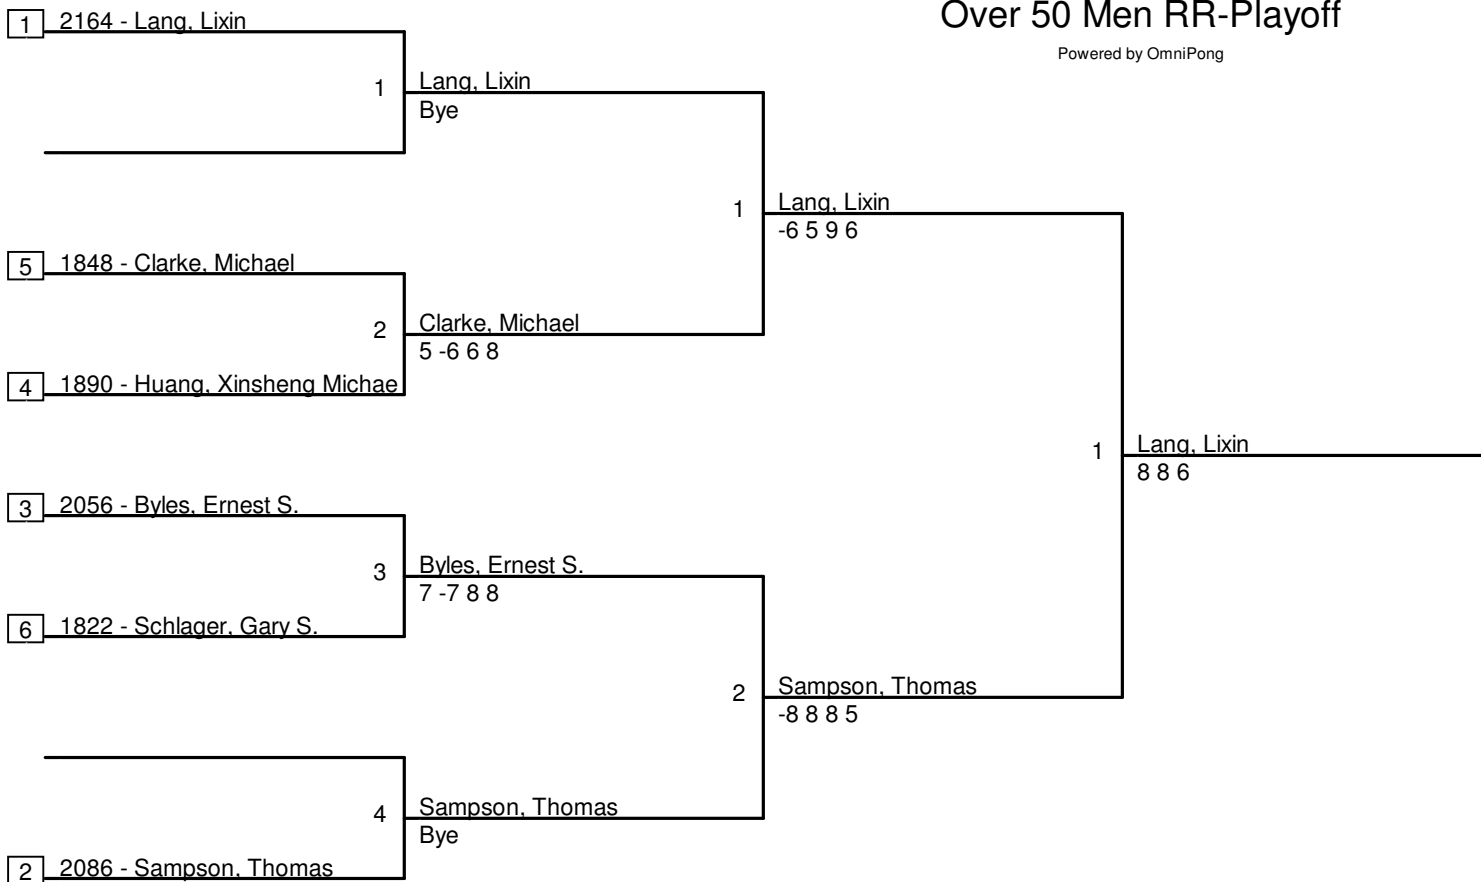 Over 50 Men RR-Playoff
Powered by OmniPong
1 2164 - Lang, Lixin
1
Lang, Lixin
Bye
1
Lang, Lixin
-6 5 9 6
5 1848 - Clarke, Michael
2
Clarke, Michael
5 -6 6 8
4 1890 - Huang, Xinsheng Michae
1
Lang, Lixin
8 8 6
3 2056 - Byles, Ernest S.
3
Byles, Ernest S.
7 -7 8 8
6 1822 - Schlager, Gary S.
2
Sampson, Thomas
-8 8 8 5
4
Sampson, Thomas
Bye
2 2086 - Sampson, Thomas